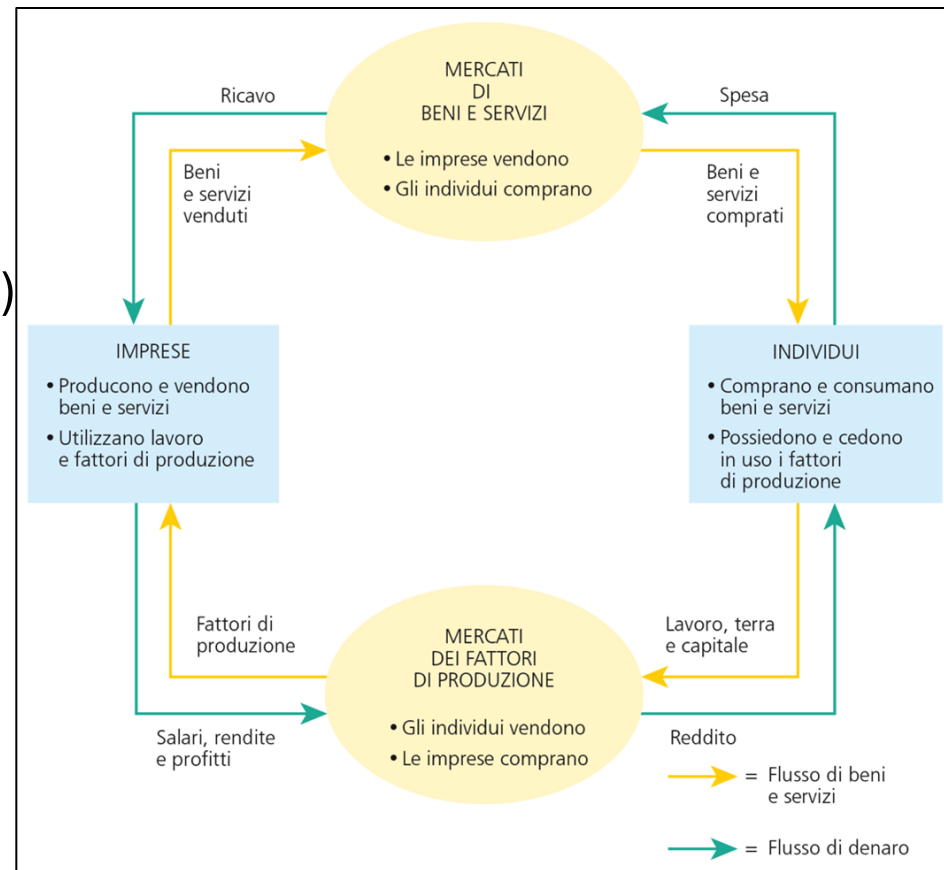 MERCATI
DI
BENI E SERVIZI
• Le imprese vendono
• Gli individui comprano
Ricavo
Spesa
Beni
e servizi
venduti
Beni e
servizi
comprati
)
IMPRESE
• Producono e vendono
beni e servizi
• Utilizzano lavoro
e fattori di produzione
INDIVIDUI
• Comprano e consumano
beni e servizi
• Possiedono e cedono
in uso i fattori
di produzione
Fattori di
produzione
Lavoro, terra
e capitale
MERCATI
DEI FATTORI
DI PRODUZIONE
• Gli individui vendono
• Le imprese comprano
Salari, rendite
e profitti
Reddito
= Flusso di beni
e servizi
= Flusso di denaro